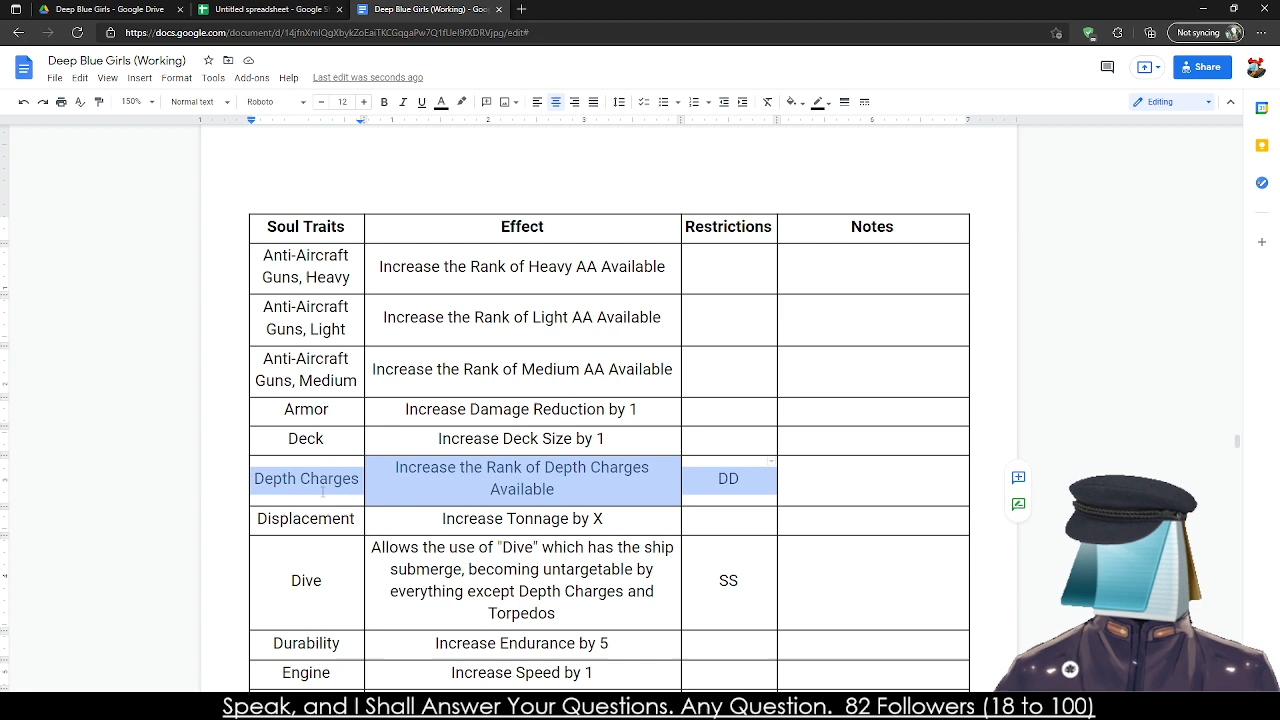 Deep Blue Girls - Google Drive
Untitled spreadsheet - Google S
Deep Blue Girls (Working) - Goo
https://docs.google.com/document/d/14jfnXmIQgXbykZoEaiTKCGqqaPw7Q1fUeI9fXDRVjpg/edit#
Not syncing
Deep Blue Girls (Working)
File Edit View Insert Format Tools Add-ons Help Last edit was seconds ago
Share
150% Normal text Roboto 12 B I U A
Editing
1 1 2 3 6 7
Soul Traits Effect Restrictions Notes
Anti-Aircraft
Guns, Heavy
Increase the Rank of Heavy AA Available
Anti-Aircraft
Guns, Light
Increase the Rank of Light AA Available
Anti-Aircraft
Guns, Medium
Increase the Rank of Medium AA Available
Armor Increase Damage Reduction by 1
Deck Increase Deck Size by 1
Depth Charges
Increase the Rank of Depth Charges
Available
DD
Displacement Increase Tonnage by X
Dive
Allows the use of "Dive" which has the ship
submerge, becoming untargetable by
everything except Depth Charges and
Torpedos
SS
Durability Increase Endurance by 5
Engine Increase Speed by 1
Speak, and I Shall Answer Your Questions. Any Question. 82 Followers (18 to 100)